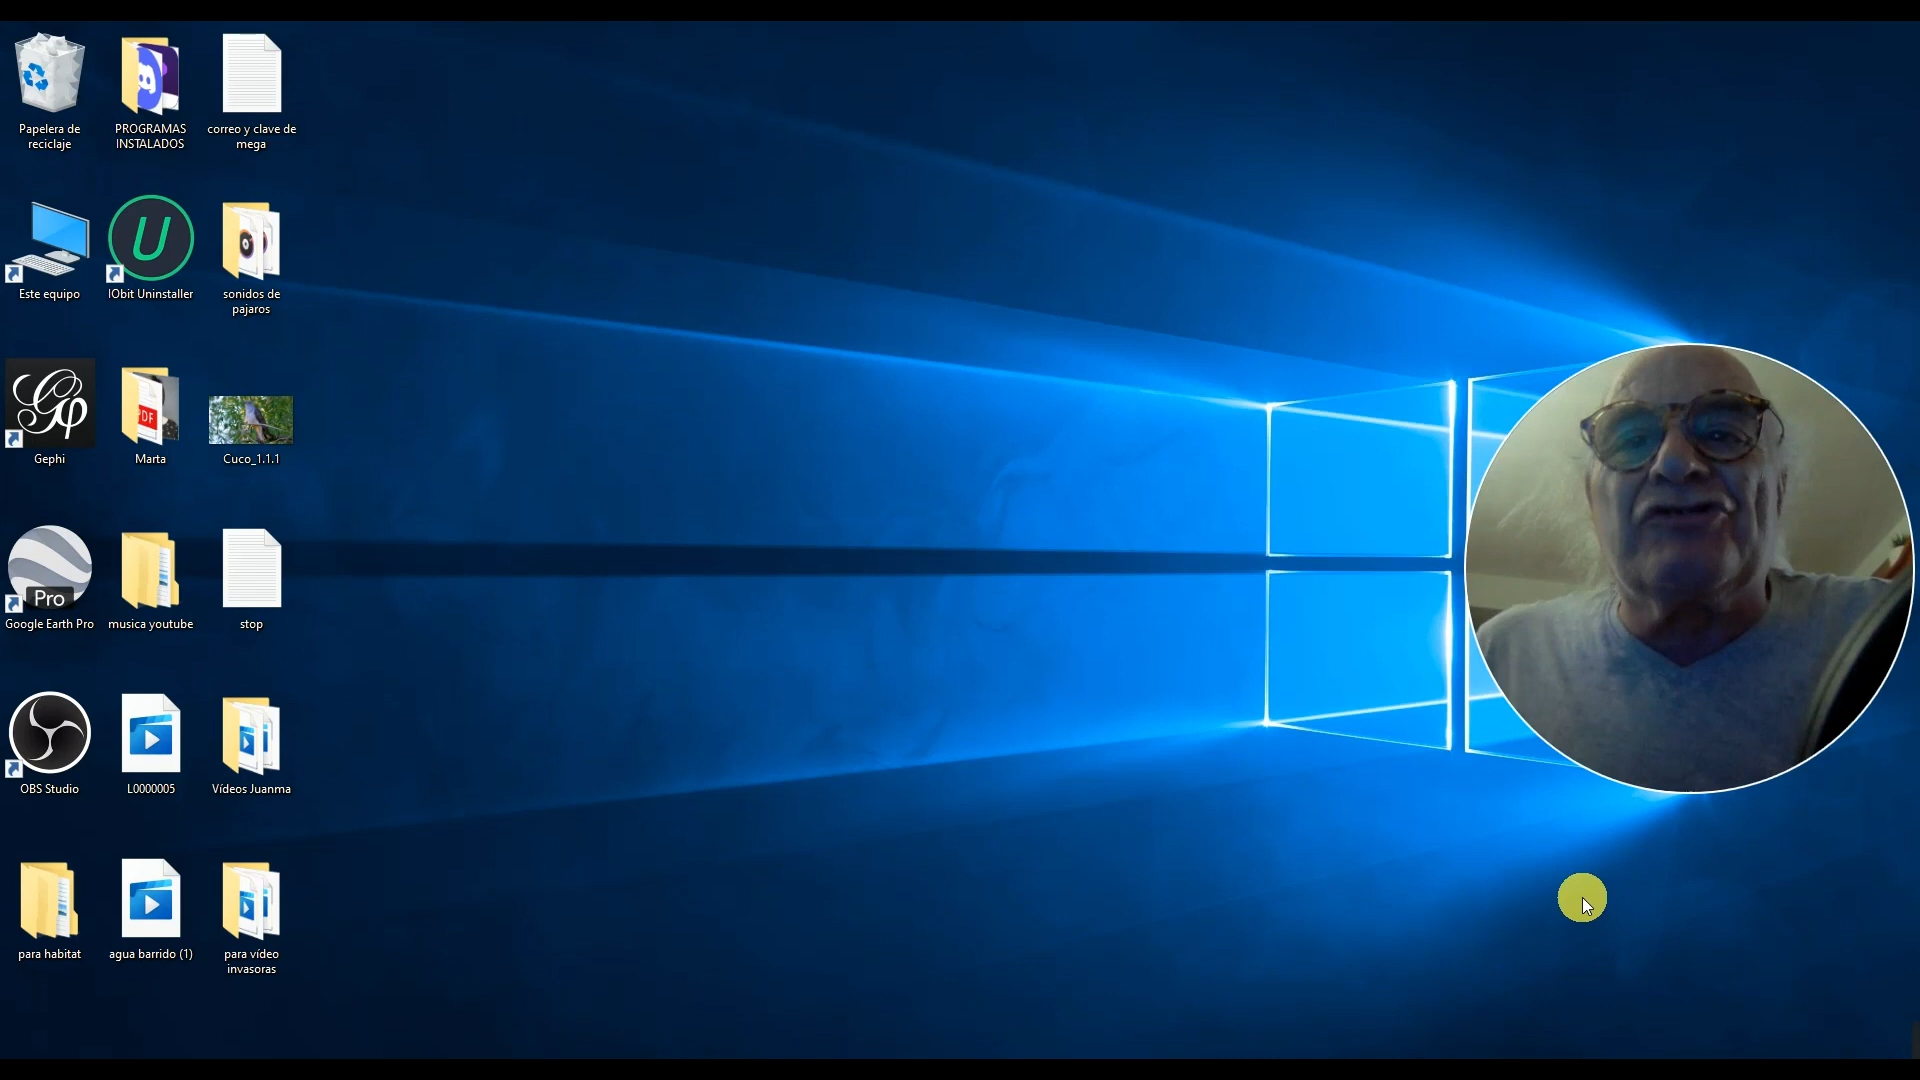 Papelera de
reciclaje
PROGRAMAS
INSTALADOS
correo y clave de
mega
Este equipo
U
IObit Uninstaller
sonidos de
pajaros
Gephi
PDF
Marta
Cuco_1.1.1
Pro
Google Earth Pro
musica youtube
stop
OBS Studio
L0000005
Vídeos Juanma
para habitat
agua barrido (1)
para vídeo
invasoras